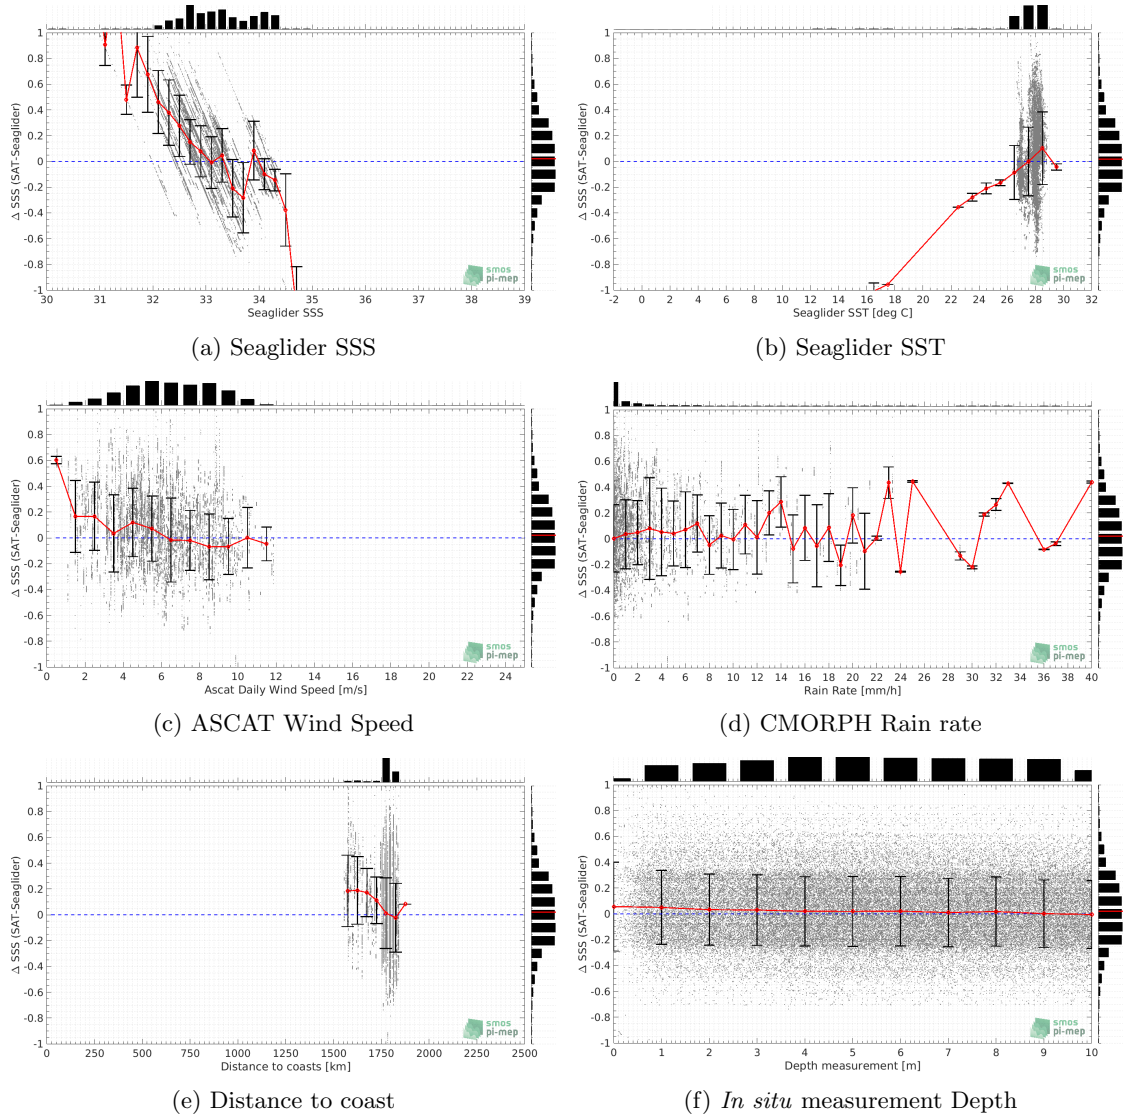 1
0.8
0.6
0.4
0.2
0
-0.2
-0.4
-0.6
-0.8
-1
Δ SSS (SAT-Seaglider)
30 31 32 33 34 35 36 37 38 39
Seaglider SSS
smos
pi-mep
(a) Seaglider SSS
1
0.8
0.6
0.4
0.2
0
-0.2
-0.4
-0.6
-0.8
-1
Δ SSS (SAT-Seaglider)
-2 0 2 4 6 8 10 12 14 16 18 20 22 24 26 28 30 32
Seaglider SST [deg C]
smos
pi-mep
(b) Seaglider SST
1
0.8
0.6
0.4
0.2
0
-0.2
-0.4
-0.6
-0.8
-1
Δ SSS (SAT-Seaglider)
0 2 4 6 8 10 12 14 16 18 20 22 24
Ascat Daily Wind Speed [m/s]
smos
pi-mep
(c) ASCAT Wind Speed
1
0.8
0.6
0.4
0.2
0
-0.2
-0.4
-0.6
-0.8
-1
Δ SSS (SAT-Seaglider)
0 2 4 6 8 10 12 14 16 18 20 22 24 26 28 30 32 34 36 38 40
Rain Rate [mm/h]
smos
pi-mep
(d) CMORPH Rain rate
1
0.8
0.6
0.4
0.2
0
-0.2
-0.4
-0.6
-0.8
-1
Δ SSS (SAT-Seaglider)
0 250 500 750 1000 1250 1500 1750 2000 2250 2500
Distance to coasts [km]
smos
pi-mep
(e) Distance to coast
1
0.8
0.6
0.4
0.2
0
-0.2
-0.4
-0.6
-0.8
-1
Δ SSS (SAT-Seaglider)
0 1 2 3 4 5 6 7 8 9 10
Depth measurement [m]
smos
pi-mep
(f) In situ measurement Depth